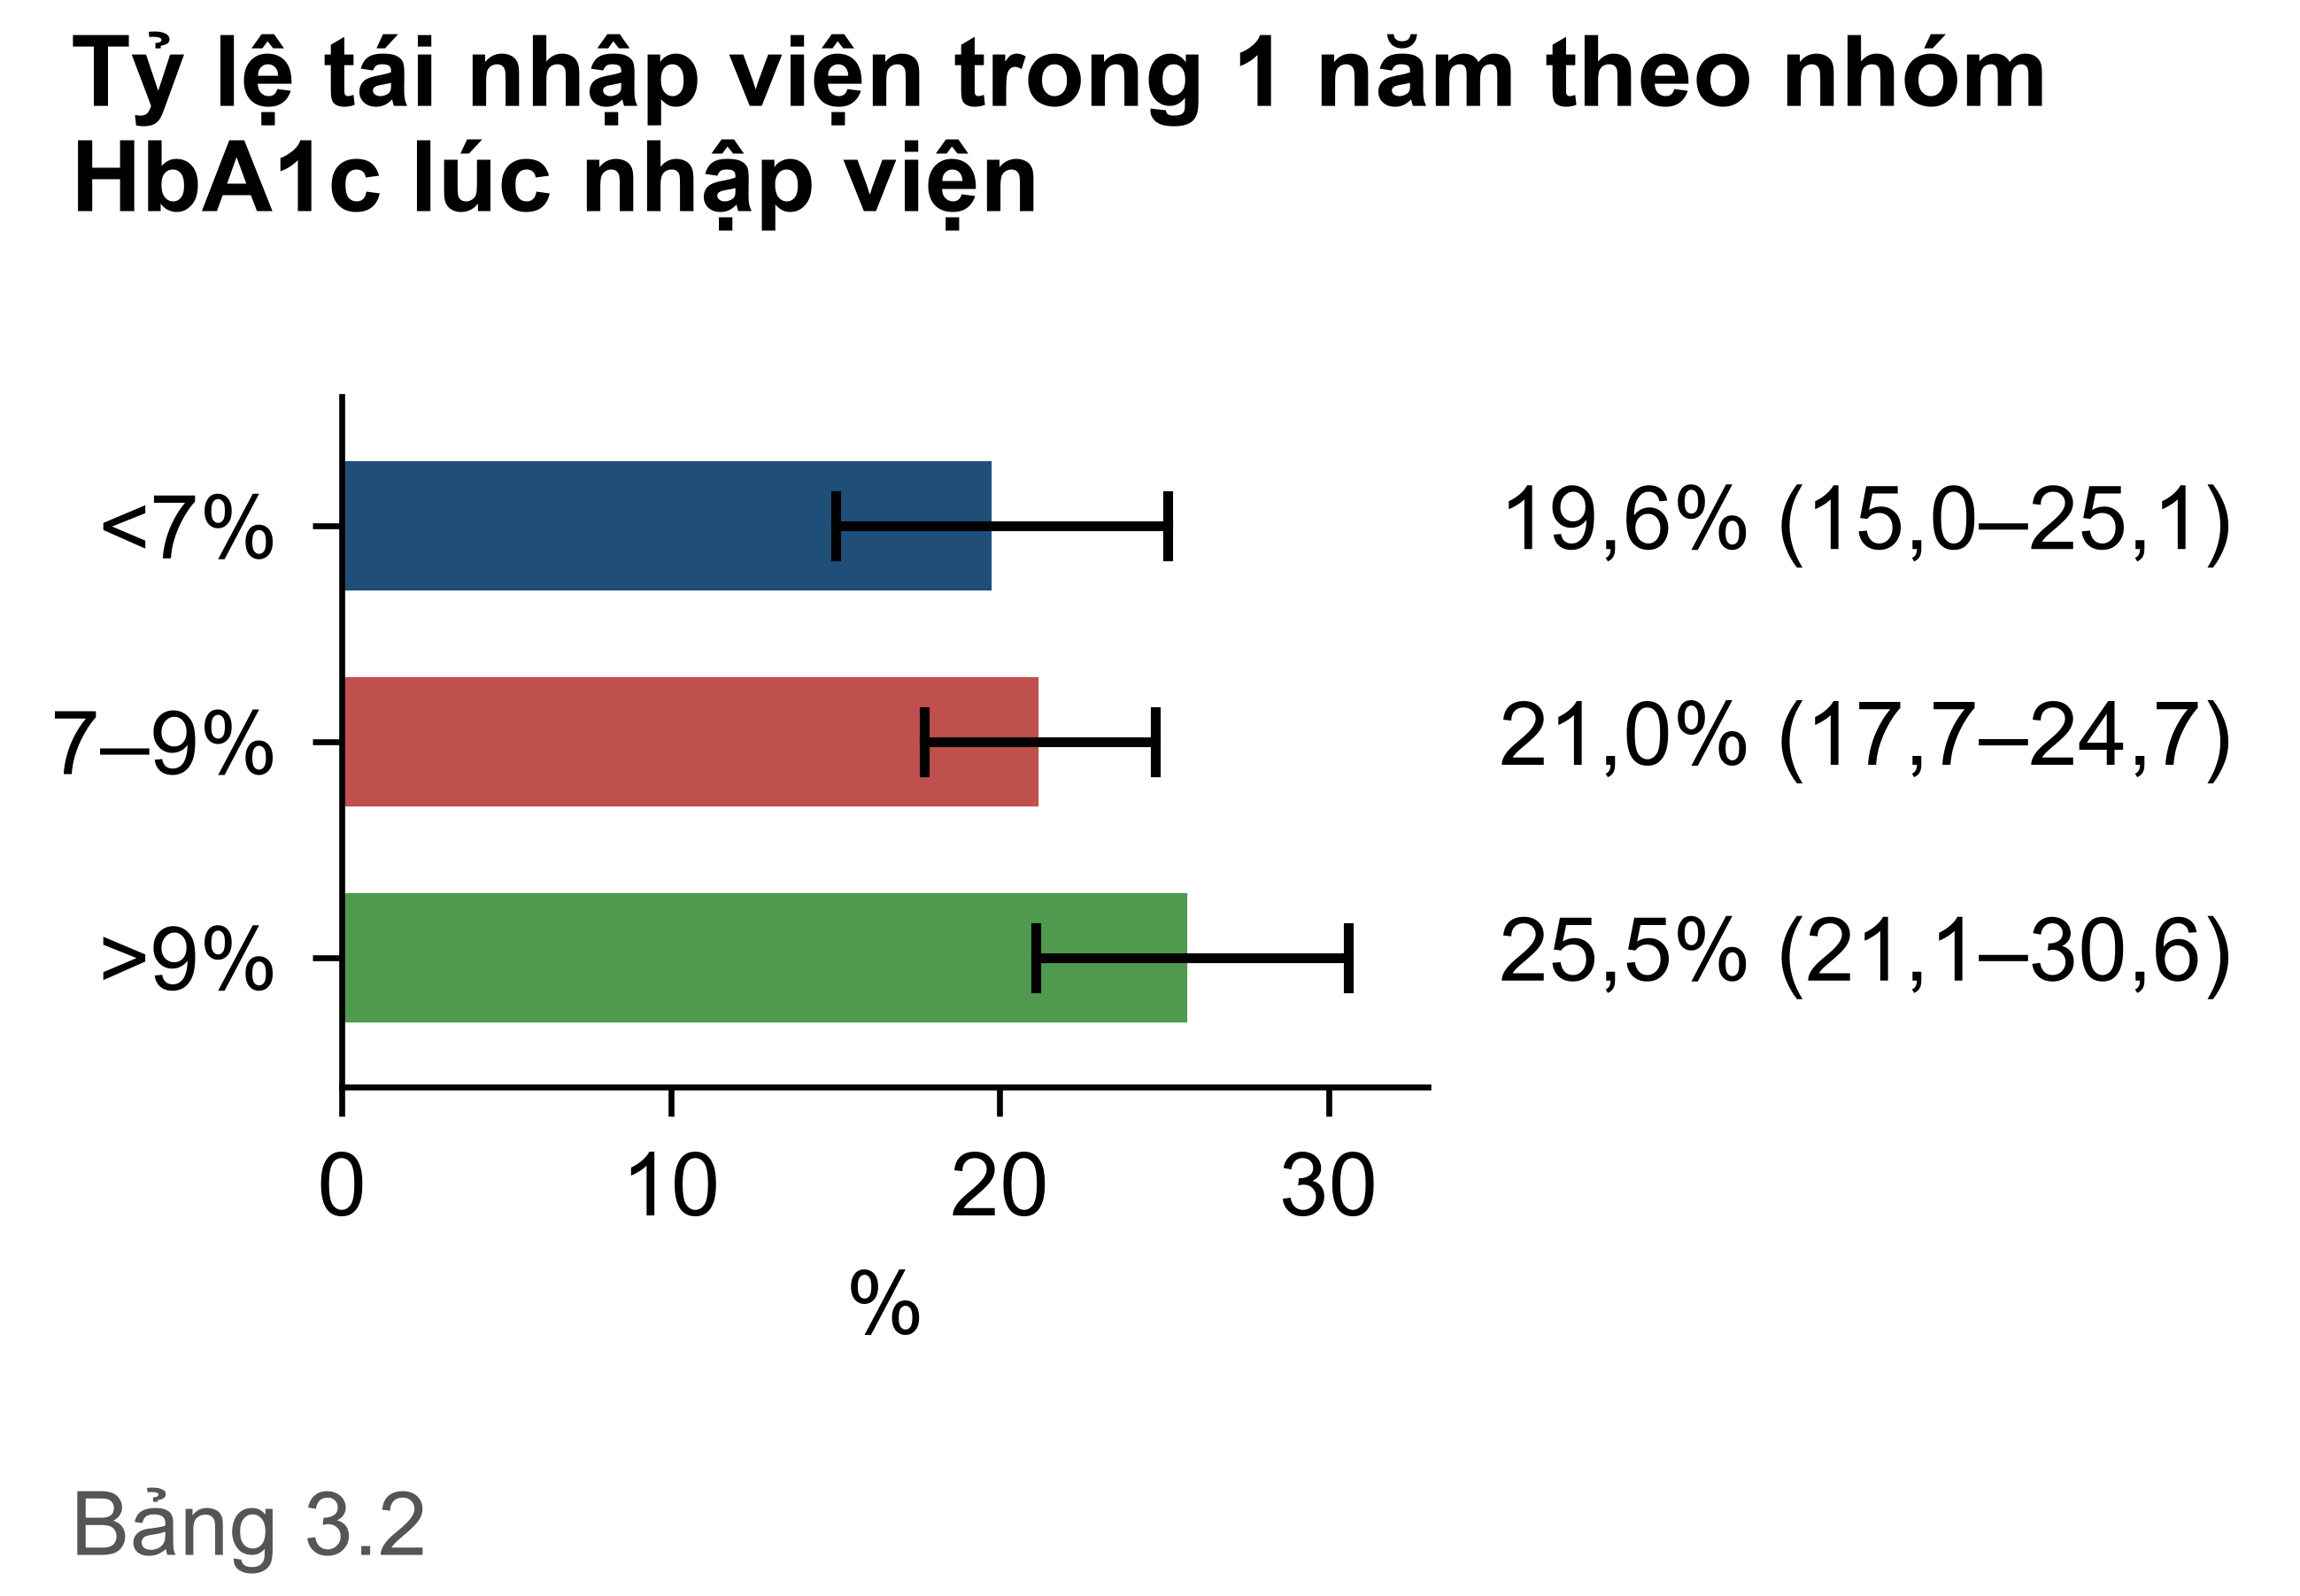 Tỷ lệ tái nhập viện trong 1 năm theo nhóm
HbA1c lúc nhập viện
<7%
19,6% (15,0–25,1)
7–9%
21,0% (17,7–24,7)
>9%
25,5% (21,1–30,6)
0 10 20 30
%
Bảng 3.2